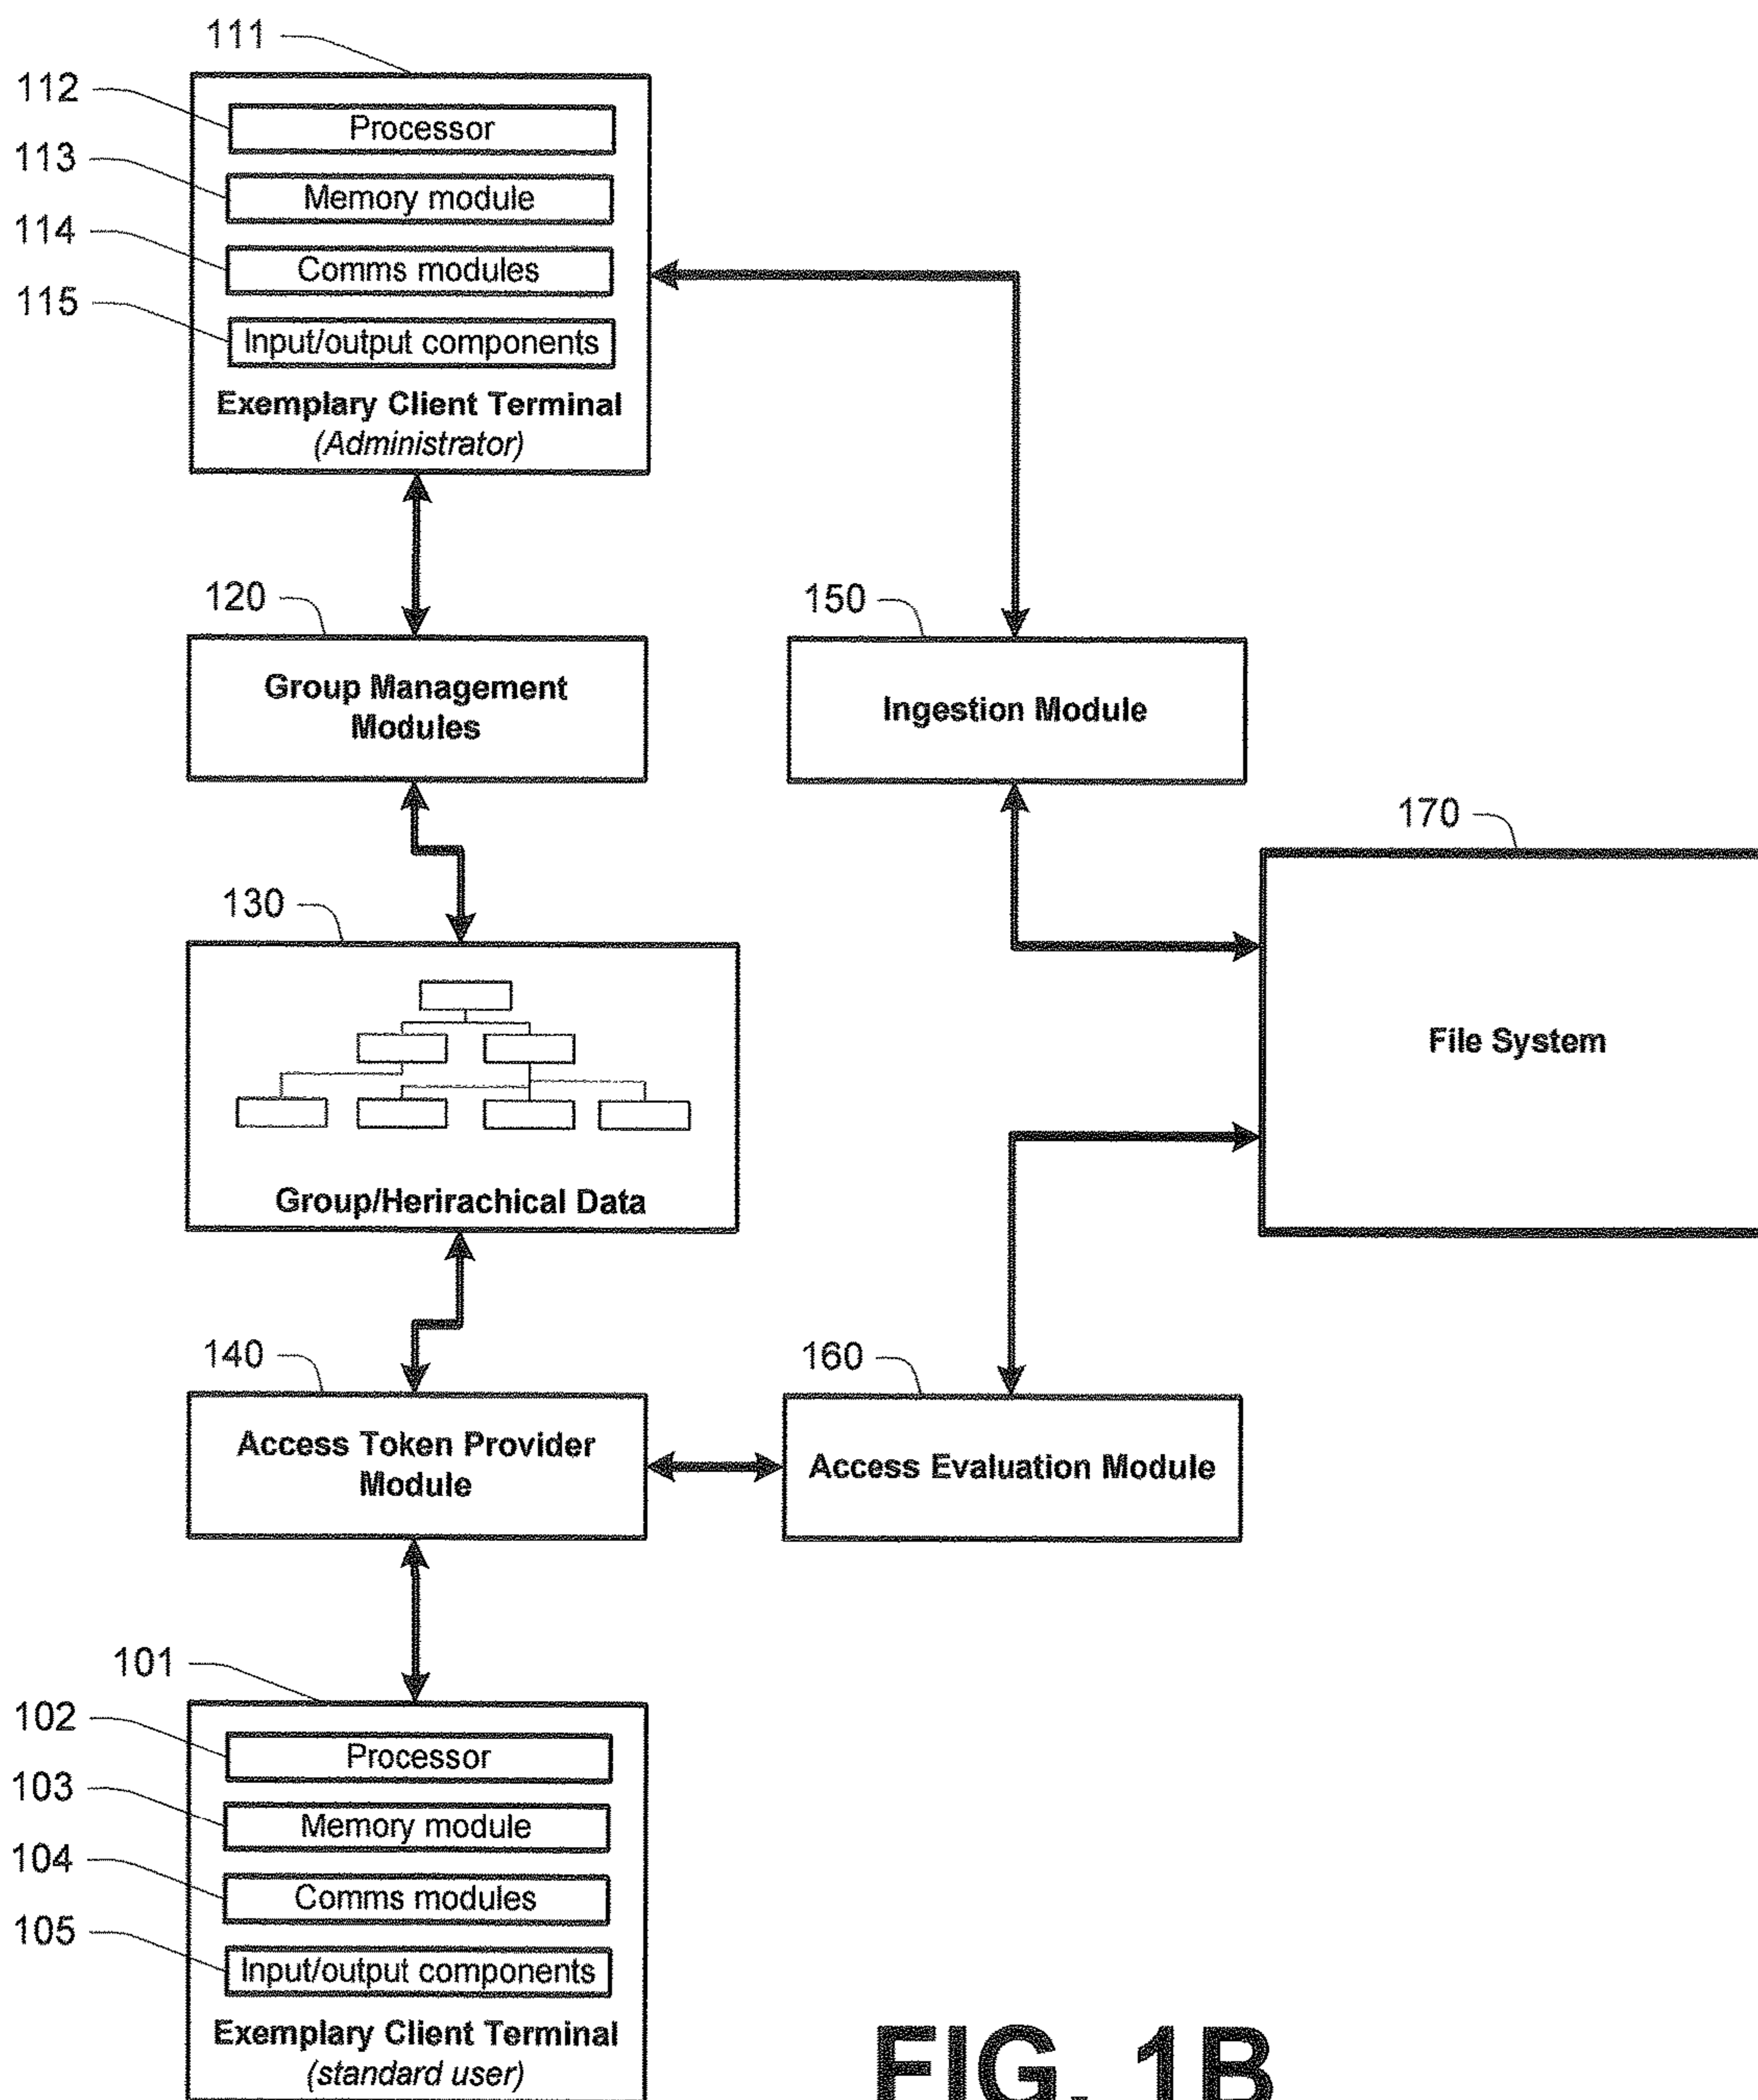 111
112
Processor
113
Memory module
114
Comms modules
115
Input/output components
Exemplary Client Terminal
(Administrator)
120
Group Management
Modules
150
Ingestion Module
170
File System
130
Group/Herirachical Data
140
Access Token Provider
Module
160
Access Evaluation Module
101
102
Processor
103
Memory module
104
Comms modules
105
Input/output components
Exemplary Client Terminal
(standard user)
FIG. 1B